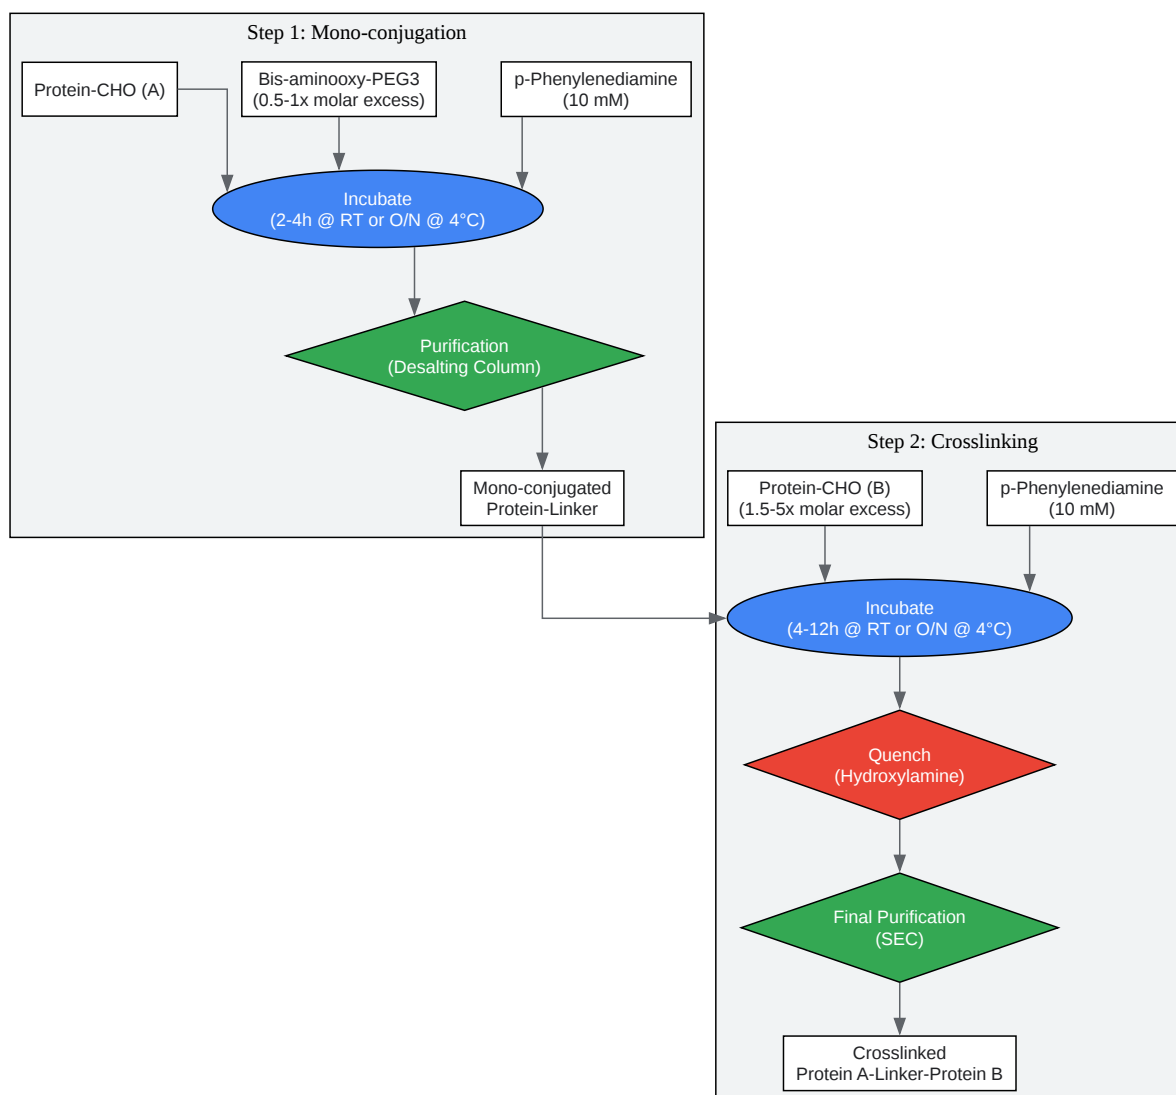 Step 1: Mono-conjugation
Protein-CHO (A)
Bis-aminooxy-PEG3
(0.5-1x molar excess)
p-Phenylenediamine
(10 mM)
Incubate
(2-4h @ RT or O/N @ 4°C)
Purification
(Desalting Column)
Mono-conjugated
Protein-Linker
Step 2: Crosslinking
Protein-CHO (B)
(1.5-5x molar excess)
p-Phenylenediamine
(10 mM)
Incubate
(4-12h @ RT or O/N @ 4°C)
Quench
(Hydroxylamine)
Final Purification
(SEC)
Crosslinked
Protein A-Linker-Protein B